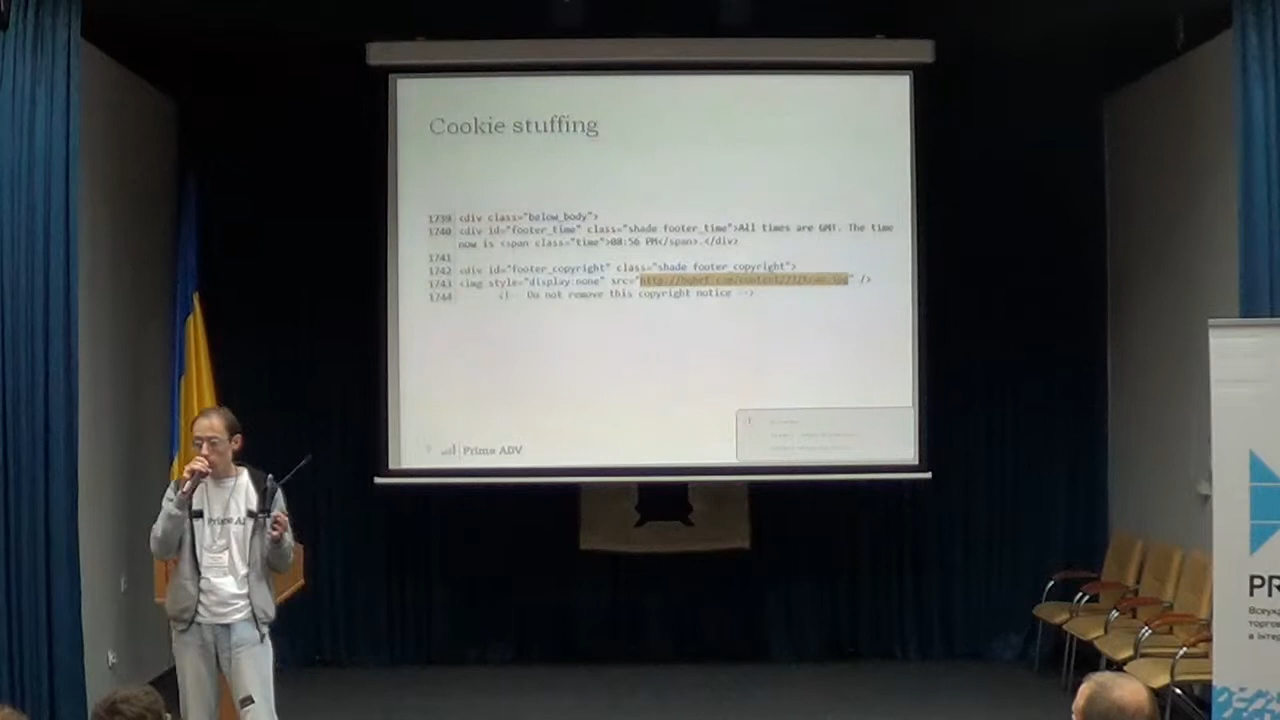 Cookie stuffing
1739 <div class="below_body">
1740 <div id="footer_time" class="shade footer_time">All times are GMT. The time
now is <span class="time">08:56 PM</span>.</div>
1741
1742 <div id="footer_copyright" class="shade footer_copyright">
1743 <img style="display:none" src=" " />
1744 <!-- Do not remove this copyright notice -->
Prime ADV
Prime AD
PR